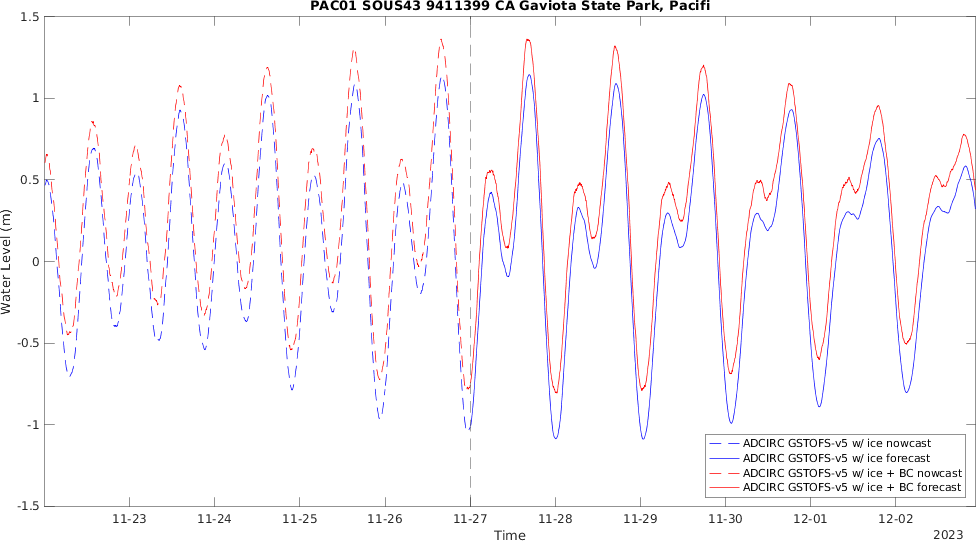 PAC01 SOUS43 9411399 CA Gaviota State Park, Pacifi
1.5
1
0.5
0
-0.5
-1
-1.5
Water Level (m)
ADCIRC GSTOFS-v5 w/ ice nowcast
ADCIRC GSTOFS-v5 w/ ice forecast
ADCIRC GSTOFS-v5 w/ ice + BC nowcast
ADCIRC GSTOFS-v5 w/ ice + BC forecast
11-23 11-24 11-25 11-26 11-27 11-28 11-29 11-30 12-01 12-02
Time
2023